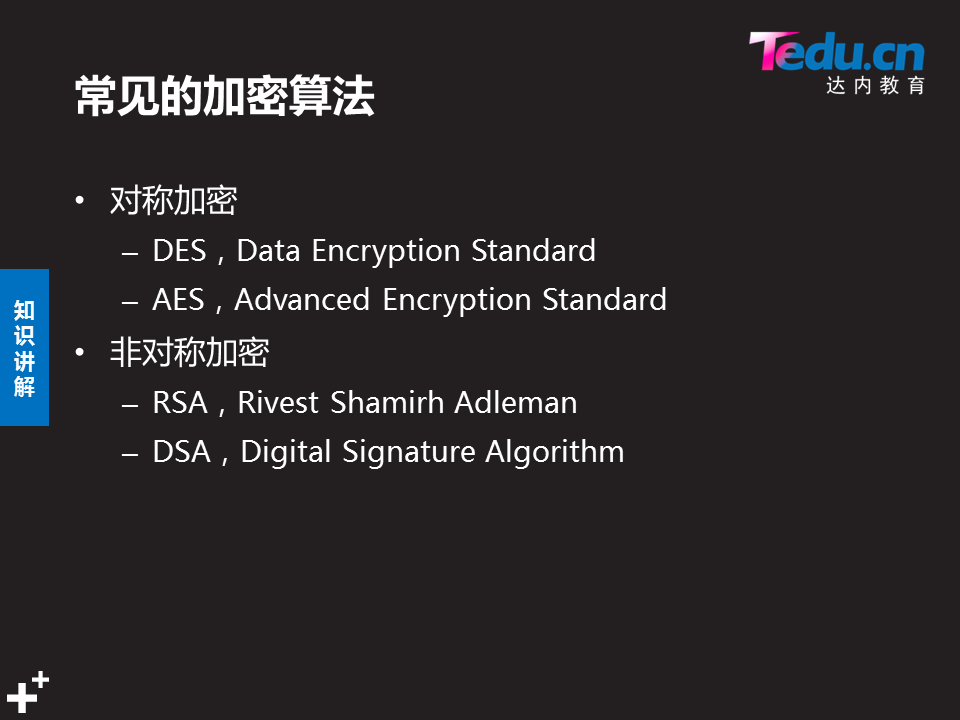 Tedu.cn
达内教育
常见的加密算法
• 对称加密
– DES，Data Encryption Standard
– AES，Advanced Encryption Standard
• 非对称加密
– RSA，Rivest Shamirh Adleman
– DSA，Digital Signature Algorithm
知
识
讲
解